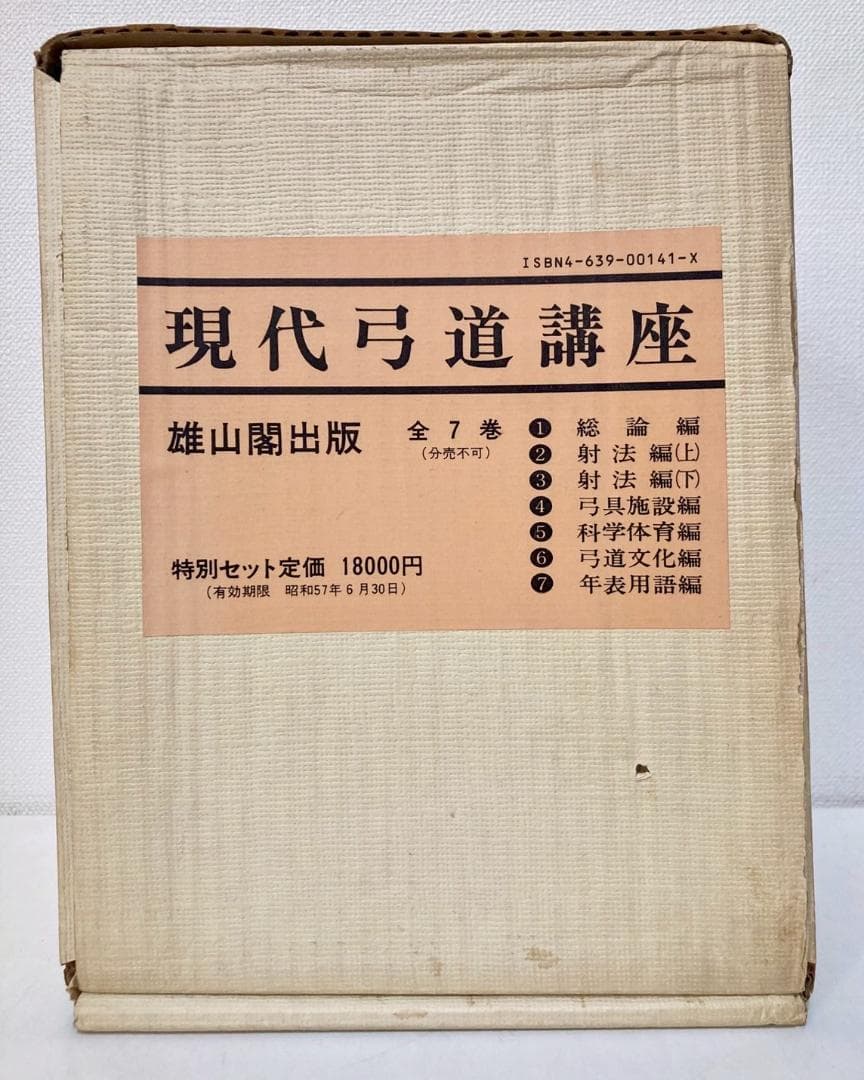 ISBN4-639-00141-X
現代弓道講座
雄山閣出版
全7巻
(分売不可)
❶ 総論編
❷ 射法編(上)
❸ 射法編(下)
❹ 弓具施設編
❺ 科学体育編
❻ 弓道文化編
❼ 年表用語編
特別セット定価 18000円
(有効期限 昭和57年6月30日)